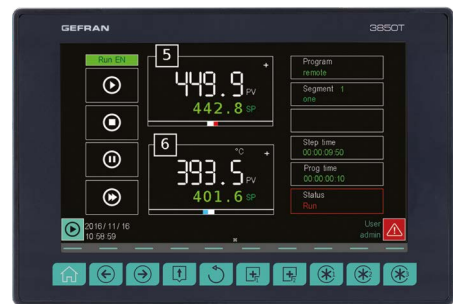 GEFRAN
3850T
Run EN
5
449.9 PV
442.8 SP
6
°C
393.5 PV
401.6 SP
Program
remote
Segment 1
one
Step time
00:00:09:50
Prog time
00:00:00:10
Status
Run
2016/11/16
10 58:59
User
admin